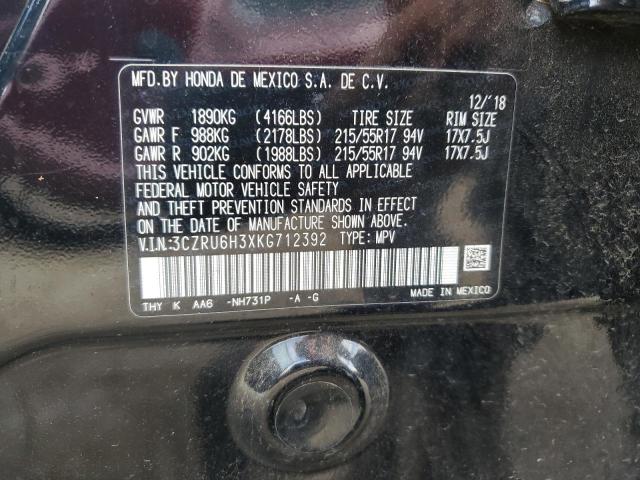 MFD.BY HONDA DE MEXICO S.A. DE C.V.
12/'18
GVWR 1890KG (4166LBS) TIRE SIZE RIM SIZE
GAWR F 988KG (2178LBS) 215/55R17 94V 17X7.5J
GAWR R 902KG (1988LBS) 215/55R17 94V 17X7.5J
THIS VEHICLE CONFORMS TO ALL APPLICABLE
FEDERAL MOTOR VEHICLE SAFETY
AND THEFT PREVENTION STANDARDS IN EFFECT
ON THE DATE OF MANUFACTURE SHOWN ABOVE.
V.I.N:3CZRU6H3XKG712392 TYPE: MPV
THY K AA6 -NH731P -A -G MADE IN MEXICO